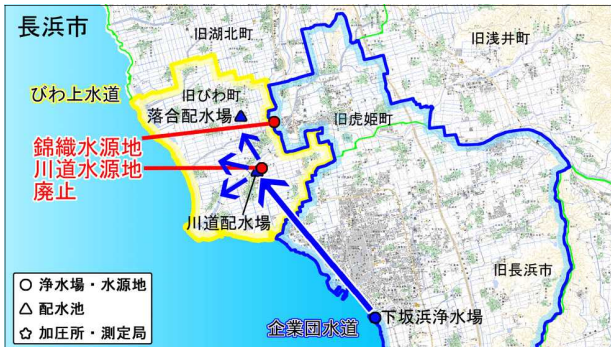 長浜市
旧湖北町
旧浅井町
びわ上水道
旧びわ町
落合配水場
旧虎姫町
錦織水源地
川道水源地
廃止
川道配水場
旧長浜市
浄水場・水源地
配水池
加圧所・測定局
企業団水道
下坂浜浄水場